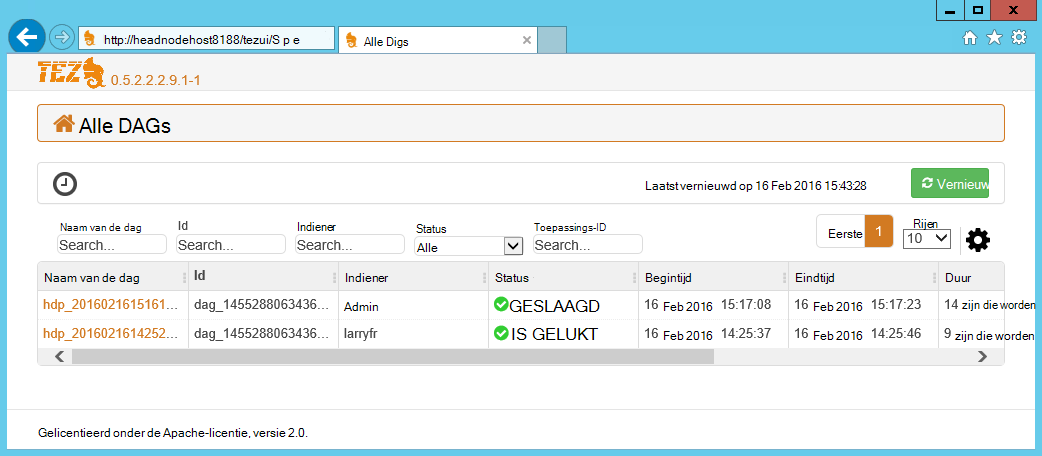 http://headnodehost8188/tezui/S p e
Alle Digs
TEZ 0.5.2.2.2.9.1-1
Alle DAGs
Laatst vernieuwd op 16 Feb 2016 15:43:28
Vernieuw
Naam van de dag Id Indiener Status Toepassings-ID
Search... Search... Search... Alle Search...
Eerste 1 Rijen 10
Naam van de dag Id Indiener Status Begintijd Eindtijd Duur
hdp_2016021615161... dag_1455288063436... Admin GESLAAGD 16 Feb 2016 15:17:08 16 Feb 2016 15:17:23 14 zijn die worden
hdp_2016021614252... dag_1455288063436... larryfr IS GELUKT 16 Feb 2016 14:25:37 16 Feb 2016 14:25:46 9 zijn die worden
Gelicentieerd onder de Apache-licentie, versie 2.0.